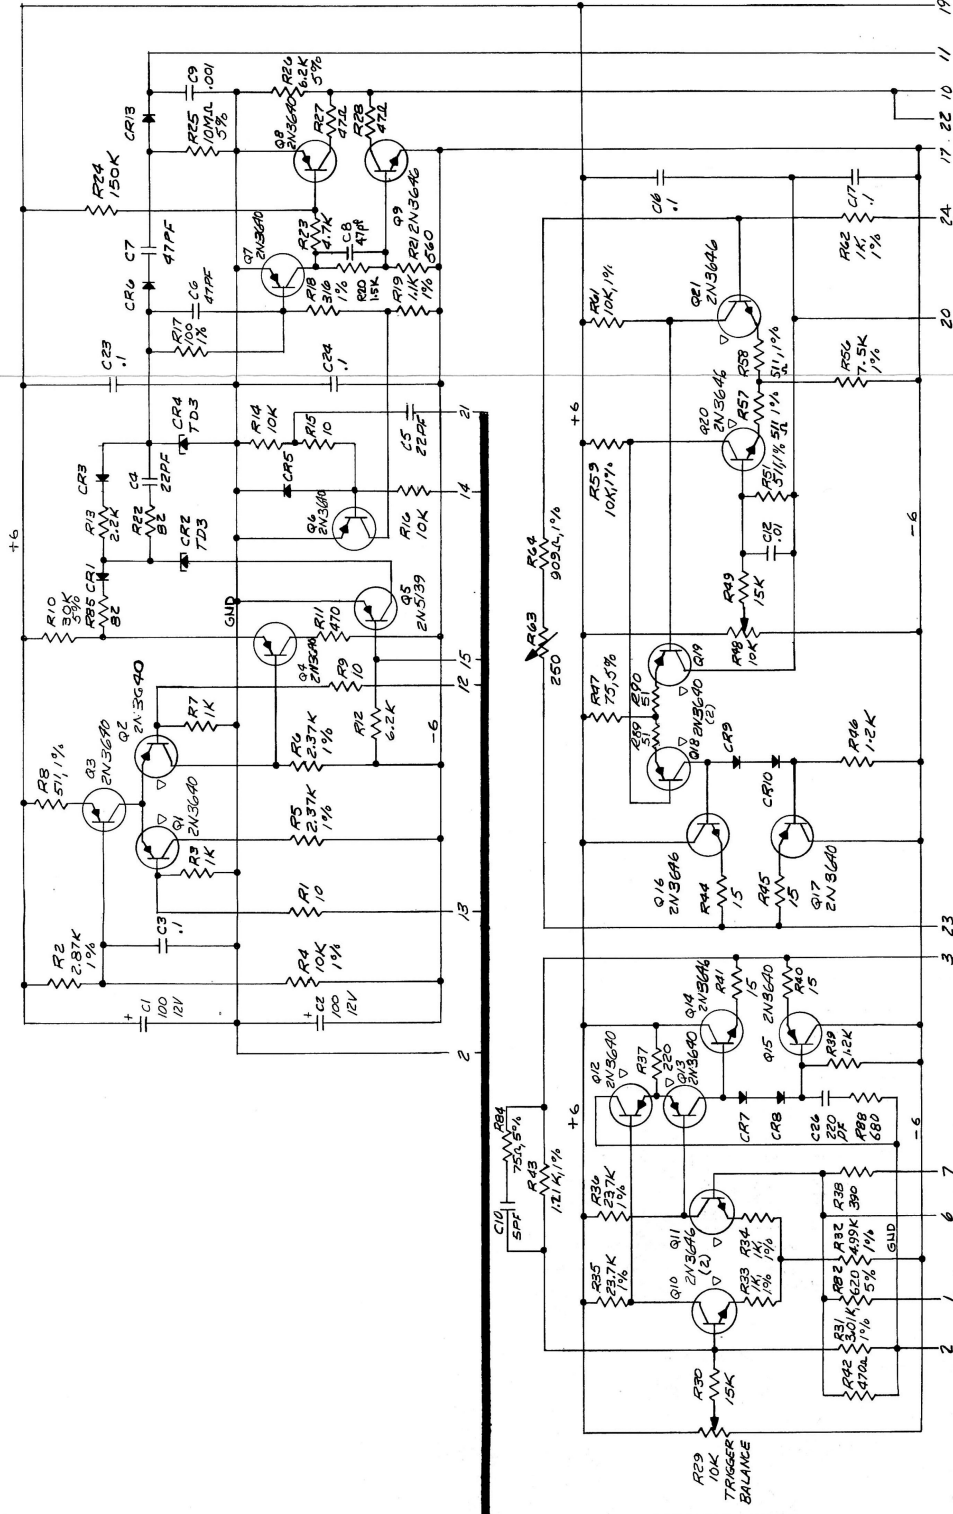 +6
R2
2.87K
1%
R8
511, 1%
Q3
2N3640
Q2
2N3640
R10
30K
5%
R85
82
CR1
R13
2.2K
CR3
R22
82
C4
22PF
CR2
TD3
CR4
TD3
C23
.1
R17
100
1%
C6
47PF
CR6
C7
47PF
R24
150K
CR13
R25
10MΩ
5%
C9
.001
+
C1
100
12V
C3
.1
R3
1K
Q1
2N3640
R7
1K
GND
Q7
2N3640
Q8
2N3640
R26
6.2K
5%
R27
47Ω
R28
47Ω
R23
4.7K
C8
47pf
Q9
2N3646
R18
316
1%
R20
1.5K
R19
1.1K
1%
R21
560
+
C2
100
12V
R4
10K
1%
R1
10
R5
2.37K
1%
R6
2.37K
1%
Q4
2N3640
R11
470
R9
10
R12
6.2K
Q5
2N5139
Q6
2N3640
CR5
R14
10K
R15
10
R16
10K
C5
22PF
C24
.1
-6
2
13
12
15
14
21
C10
5PF
R84
75Ω, 5%
R43
1.21K, 1%
R63
250
R64
909Ω, 1%
+6
R35
23.7K
1%
R36
23.7K
1%
Q12
2N3640
R37
220
Q13
2N3640
Q14
2N3646
R41
15
Q15
2N3640
R40
15
R39
1.2K
CR7
CR8
C26
220
PF
R88
680
Q10
Q11
2N3646
(2)
R33
1K,
1%
R34
1K,
1%
R29
10K
TRIGGER
BALANCE
R30
15K
R42
470Ω
R31
3.01K,
1%
R82
620
5%
R32
4.99K
1%
R38
390
GND
-6
2
1
6
7
3
23
+6
R47
75, 5%
R89
51
R90
51
Q18
Q19
2N3640
(2)
Q16
2N3646
R44
15
R45
15
Q17
2N3640
CR9
CR10
R46
1.2K
R48
10K
R49
15K
C12
.01
R51
511, 1%
R59
10K, 1%
Q20
2N3646
R57
511 1%
Ω
R58
511, 1%
Ω
R61
10K, 1%
Q21
2N3646
R56
7.5K
1%
C16
.1
C17
.1
R62
1K,
1%
-6
20
24
17
22
10
11
19